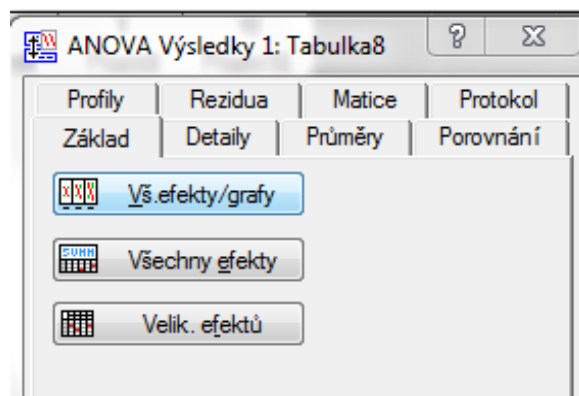 ANOVA Výsledky 1: Tabulka8
Profily Rezidua Matice Protokol
Základ Detaily Průměry Porovnání
Vš.efekty/grafy
Všechny efekty
Velik. efektů